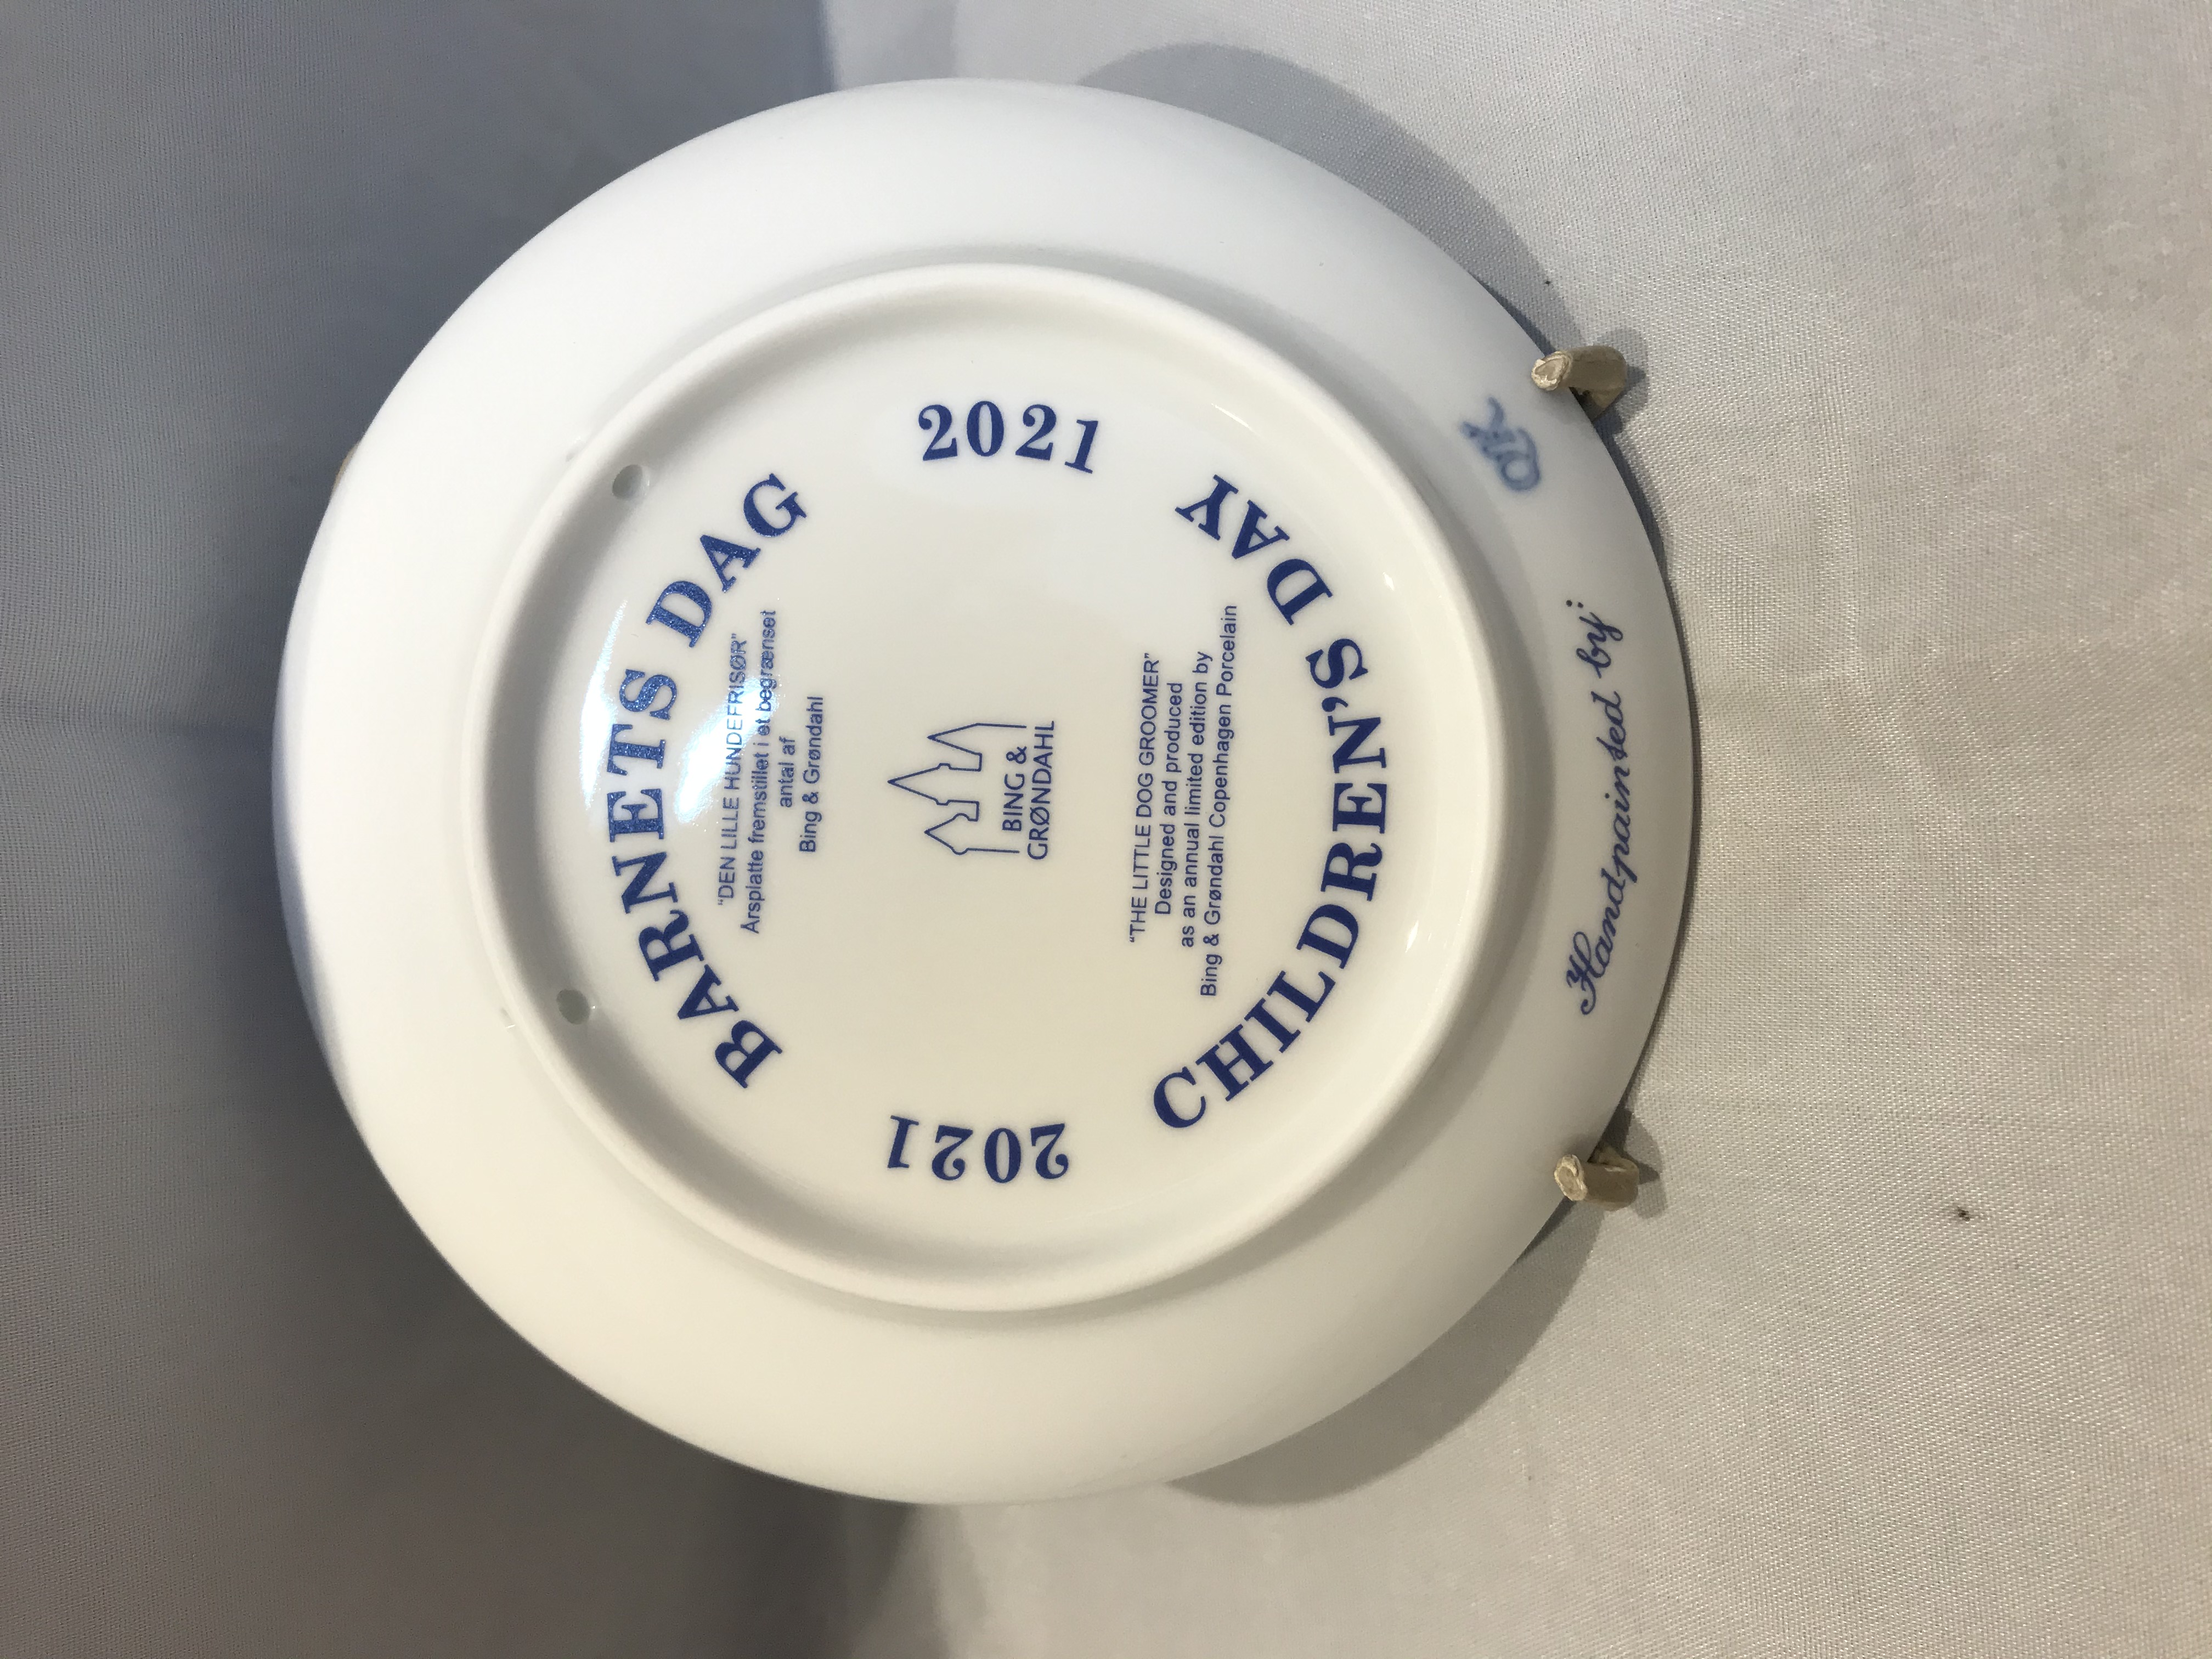 BARNETS DAG
"DEN LILLE HUNDEFRISØR"
Årsplatte fremstillet i et begrænset
antal af
Bing & Grøndahl
2021
BING &
GRØNDAHL
2021
"THE LITTLE DOG GROOMER"
Designed and produced
as an annual limited edition by
Bing & Grøndahl Copenhagen Porcelain
CHILDREN'S DAY
Handpainted by: